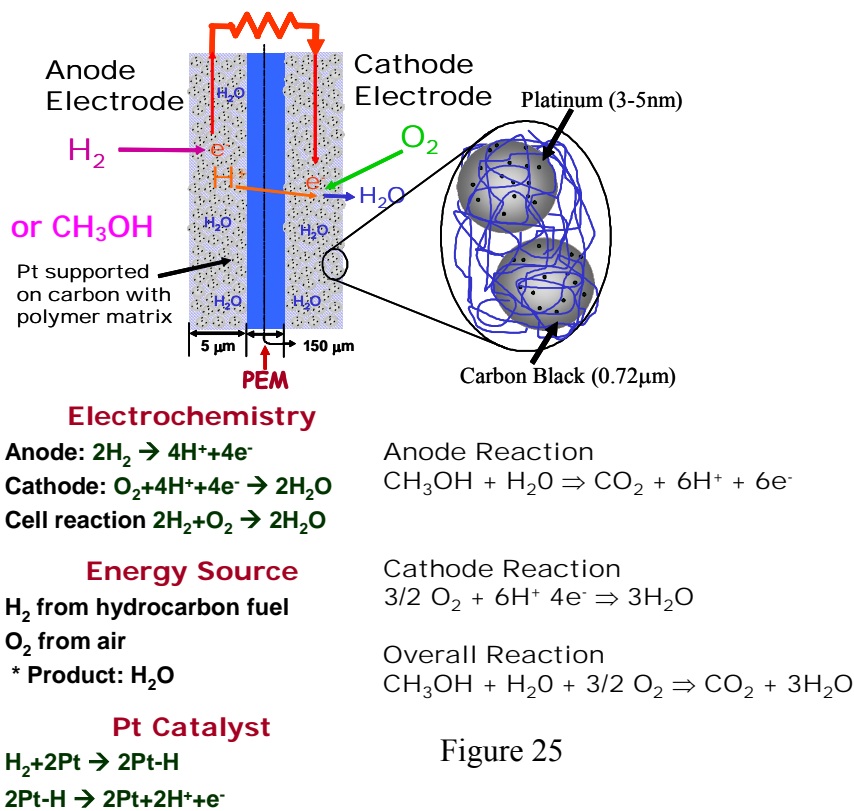 Anode
Electrode
Cathode
Electrode
Platinum (3-5nm)
H₂O
H₂
e⁻
O₂
H⁺
e⁻
H₂O
or CH₃OH
H₂O
H₂O
Pt supported
on carbon with
polymer matrix
H₂O
H₂O
5 µm
150 µm
PEM
Carbon Black (0.72µm)
Electrochemistry
Anode: 2H₂ → 4H⁺+4e⁻
Cathode: O₂+4H⁺+4e⁻ → 2H₂O
Cell reaction 2H₂+O₂ → 2H₂O
Energy Source
H₂ from hydrocarbon fuel
O₂ from air
* Product: H₂O
Pt Catalyst
H₂+2Pt → 2Pt-H
2Pt-H → 2Pt+2H⁺+e⁻
Anode Reaction
CH₃OH + H₂0 ⇒ CO₂ + 6H⁺ + 6e⁻
Cathode Reaction
3/2 O₂ + 6H⁺ 4e⁻ ⇒ 3H₂O
Overall Reaction
CH₃OH + H₂0 + 3/2 O₂ ⇒ CO₂ + 3H₂O
Figure 25